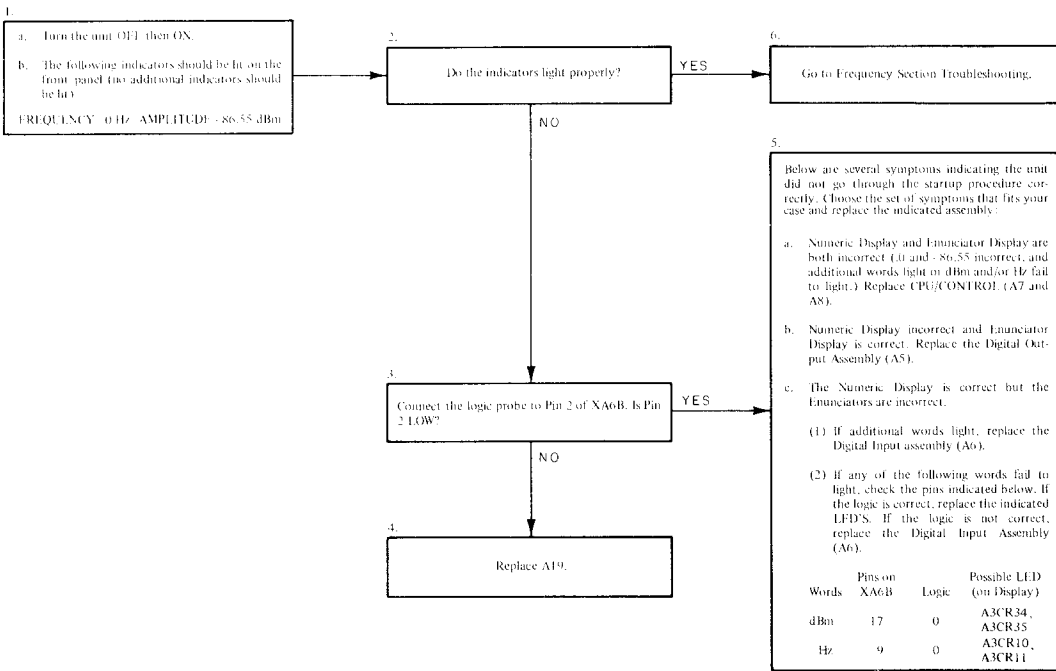 1.
a. Turn the unit OFF then ON.
b. The following indicators should be lit on the
front panel (no additional indicators should
be lit)
FREQUENCY .0 Hz AMPLITUDE - 86.55 dBm
2.
Do the indicators light properly?
YES
NO
6.
Go to Frequency Section Troubleshooting.
3.
Connect the logic probe to Pin 2 of XA6B. Is Pin
2 LOW?
YES
NO
4.
Replace A19.
5.
Below are several symptoms indicating the unit
did not go through the startup procedure cor-
rectly. Choose the set of symptoms that fits your
case and replace the indicated assembly:
a. Numeric Display and Enunciator Display are
both incorrect (.0 and - 86.55 incorrect, and
additional words light or dBm and/or Hz fail
to light.) Replace CPU/CONTROL (A7 and
A8).
b. Numeric Display incorrect and Enunciator
Display is correct. Replace the Digital Out-
put Assembly (A5).
c. The Numeric Display is correct but the
Enunciators are incorrect.
(1) If additional words light, replace the
Digital Input assembly (A6).
(2) If any of the following words fail to
light, check the pins indicated below. If
the logic is correct, replace the indicated
LED'S. If the logic is not correct,
replace the Digital Input Assembly
(A6).
Pins on Possible LED
Words XA6B Logic (on Display)
dBm 17 0 A3CR34,
A3CR35
Hz 9 0 A3CR10,
A3CR11